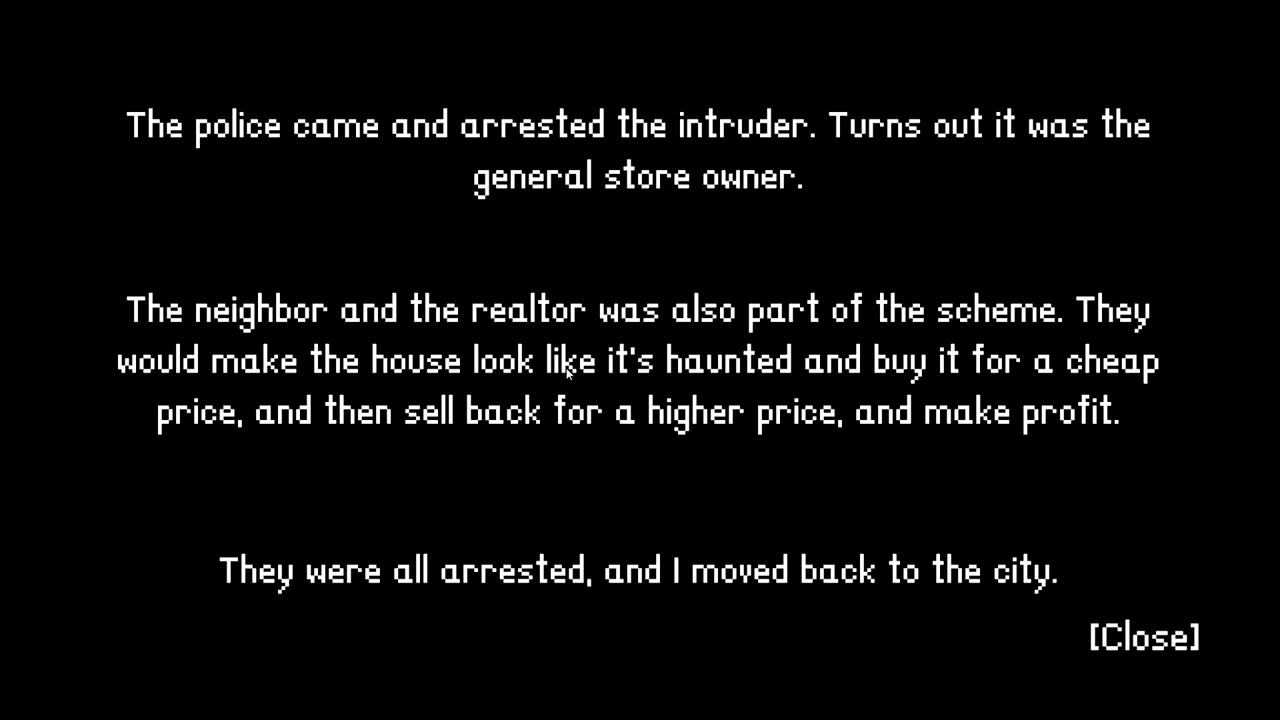 The police came and arrested the intruder. Turns out it was the
general store owner.
The neighbor and the realtor was also part of the scheme. They
would make the house look like it's haunted and buy it for a cheap
price, and then sell back for a higher price, and make profit.
They were all arrested, and I moved back to the city.
[Close]